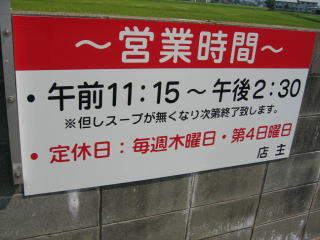 ～営業時間～
・午前11：15～午後2：30
※但しスープが無くなり次第終了致します。
・定休日：毎週木曜日・第4日曜日
店主